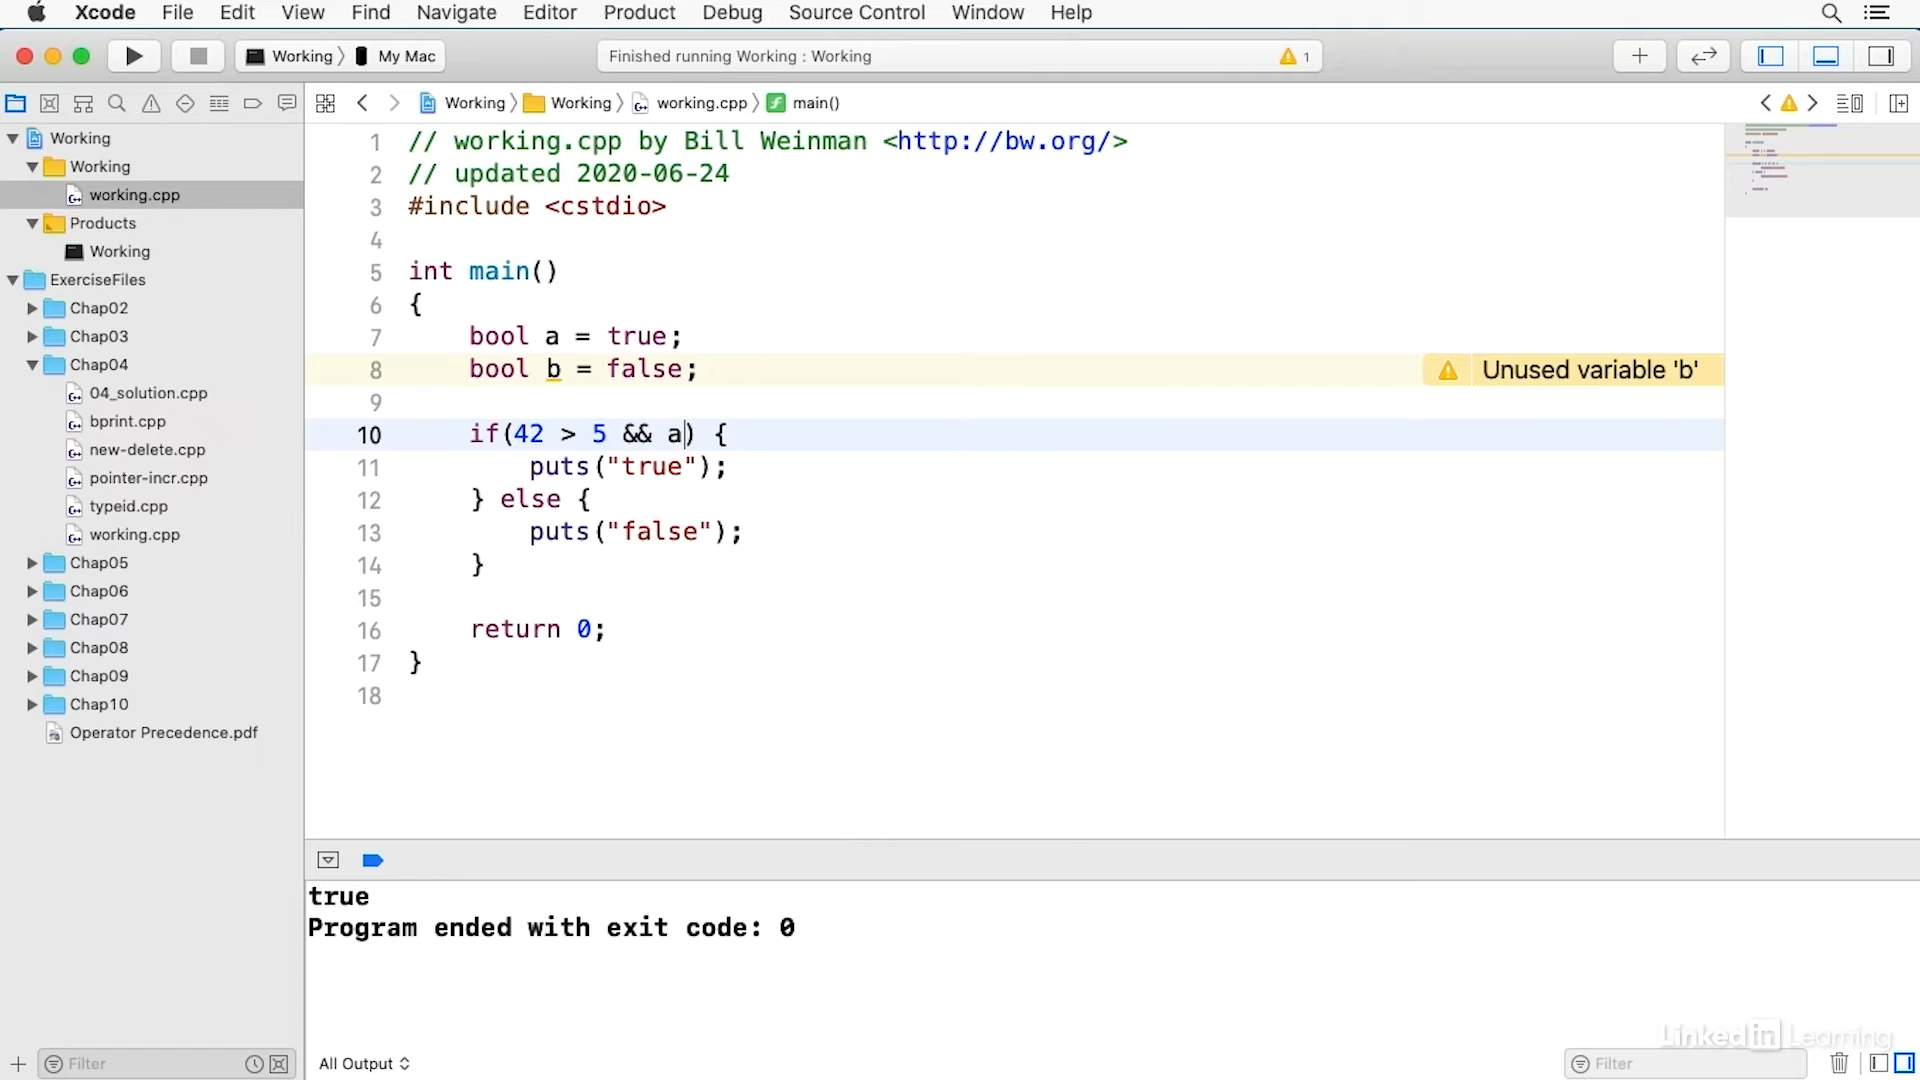 Xcode File Edit View Find Navigate Editor Product Debug Source Control Window Help
Working 〉 My Mac
Finished running Working : Working
1
Working 〉 Working 〉 working.cpp 〉 main()
Working
Working
working.cpp
Products
Working
ExerciseFiles
Chap02
Chap03
Chap04
04_solution.cpp
bprint.cpp
new-delete.cpp
pointer-incr.cpp
typeid.cpp
working.cpp
Chap05
Chap06
Chap07
Chap08
Chap09
Chap10
Operator Precedence.pdf
Filter
1 // working.cpp by Bill Weinman <http://bw.org/>
2 // updated 2020-06-24
3 #include <cstdio>
4
5 int main()
6 {
7 bool a = true;
8 bool b = false;
Unused variable 'b'
9
10 if(42 > 5 && a) {
11 puts("true");
12 } else {
13 puts("false");
14 }
15
16 return 0;
17 }
18
true
Program ended with exit code: 0
All Output
Filter
Linked in Learning